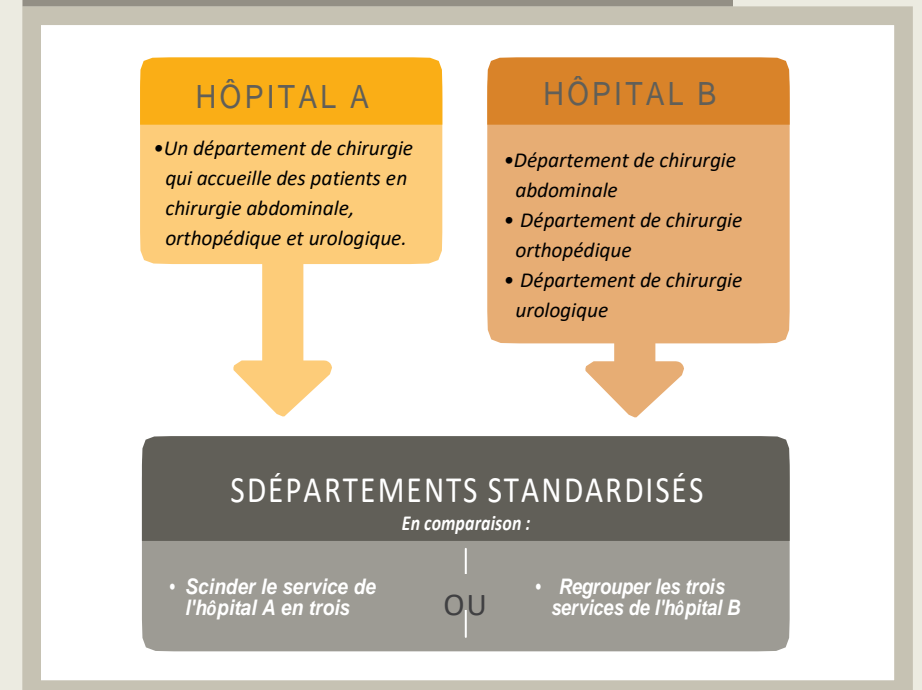 HÔPITAL A
•Un département de chirurgie
qui accueille des patients en
chirurgie abdominale,
orthopédique et urologique.
HÔPITAL B
•Département de chirurgie
abdominale
• Département de chirurgie
orthopédique
• Département de chirurgie
urologique
SDÉPARTEMENTS STANDARDISÉS
En comparaison :
• Scinder le service de
l'hôpital A en trois
OU
• Regrouper les trois
services de l'hôpital B